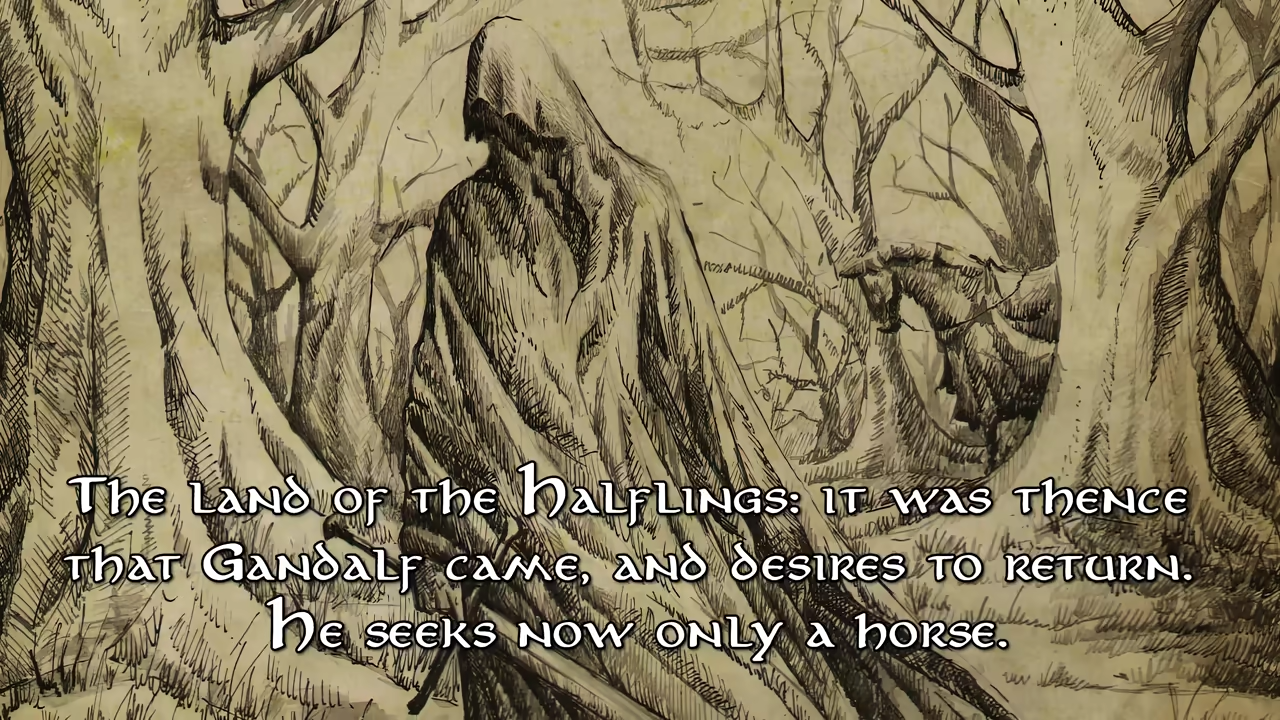 The land of the Halflings: it was thence
that Gandalf came, and desires to return.
He seeks now only a horse.